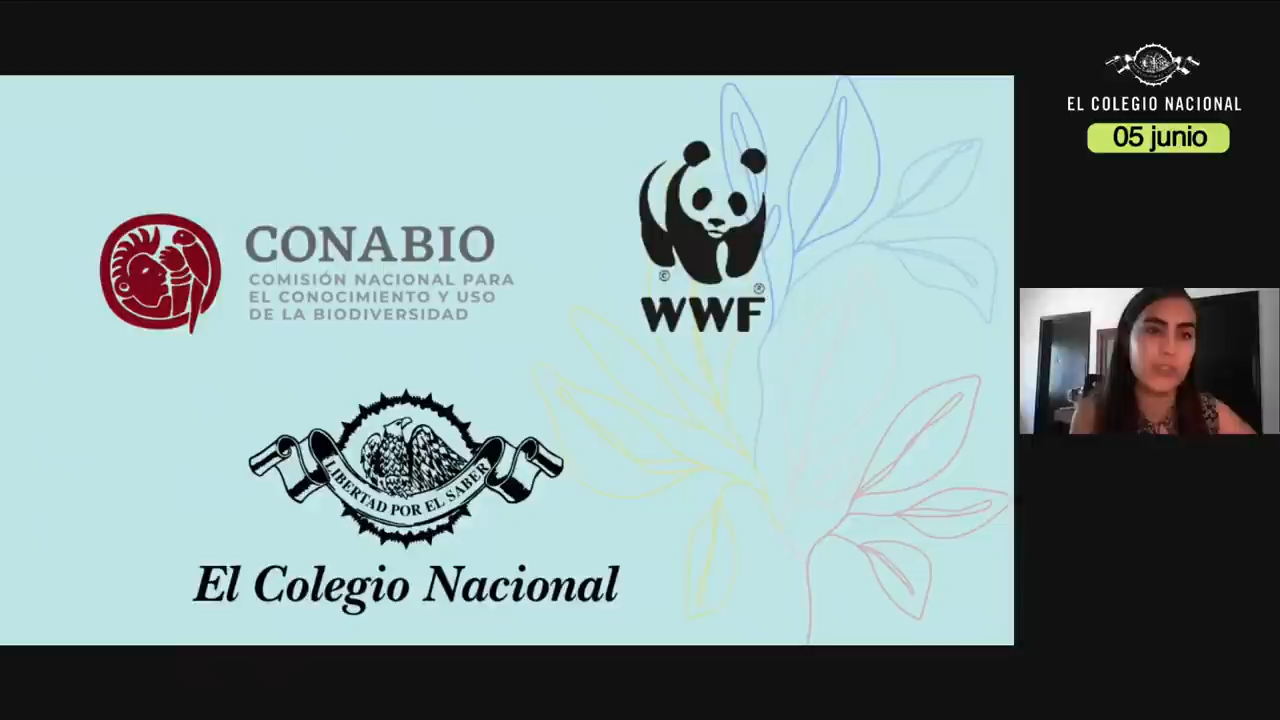 CONABIO
COMISIÓN NACIONAL PARA
EL CONOCIMIENTO Y USO
DE LA BIODIVERSIDAD
©
®
WWF
LIBERTAD POR EL SABER
El Colegio Nacional
EL COLEGIO NACIONAL
05 junio